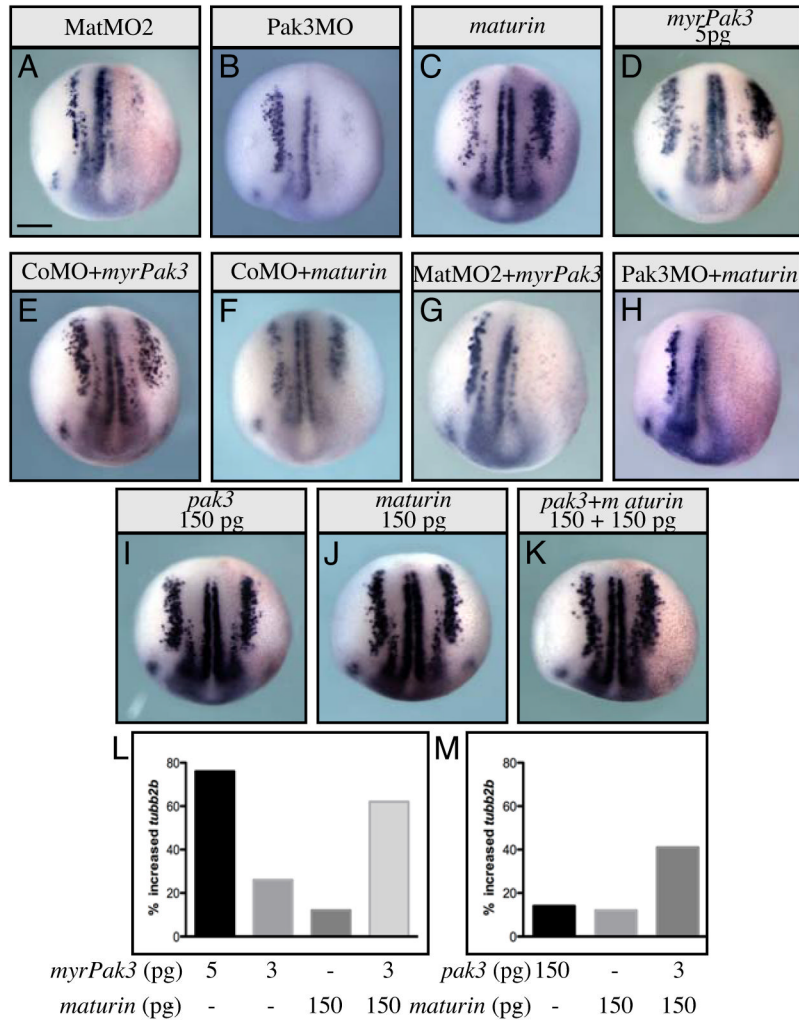 MatMO2
Pak3MO
maturin
myrPak3
5pg
A
B
C
D
CoMO+myrPak3
CoMO+maturin
MatMO2+myrPak3
Pak3MO+maturin
E
F
G
H
pak3
150 pg
maturin
150 pg
pak3+m aturin
150 + 150 pg
I
J
K
L
% increased tubb2b
80
60
40
20
0
M
% increased tubb2b
80
60
40
20
0
myrPak3 (pg) 5 3 - 3
maturin (pg) - - 150 150
pak3 (pg) 150 - 3
maturin (pg) - 150 150